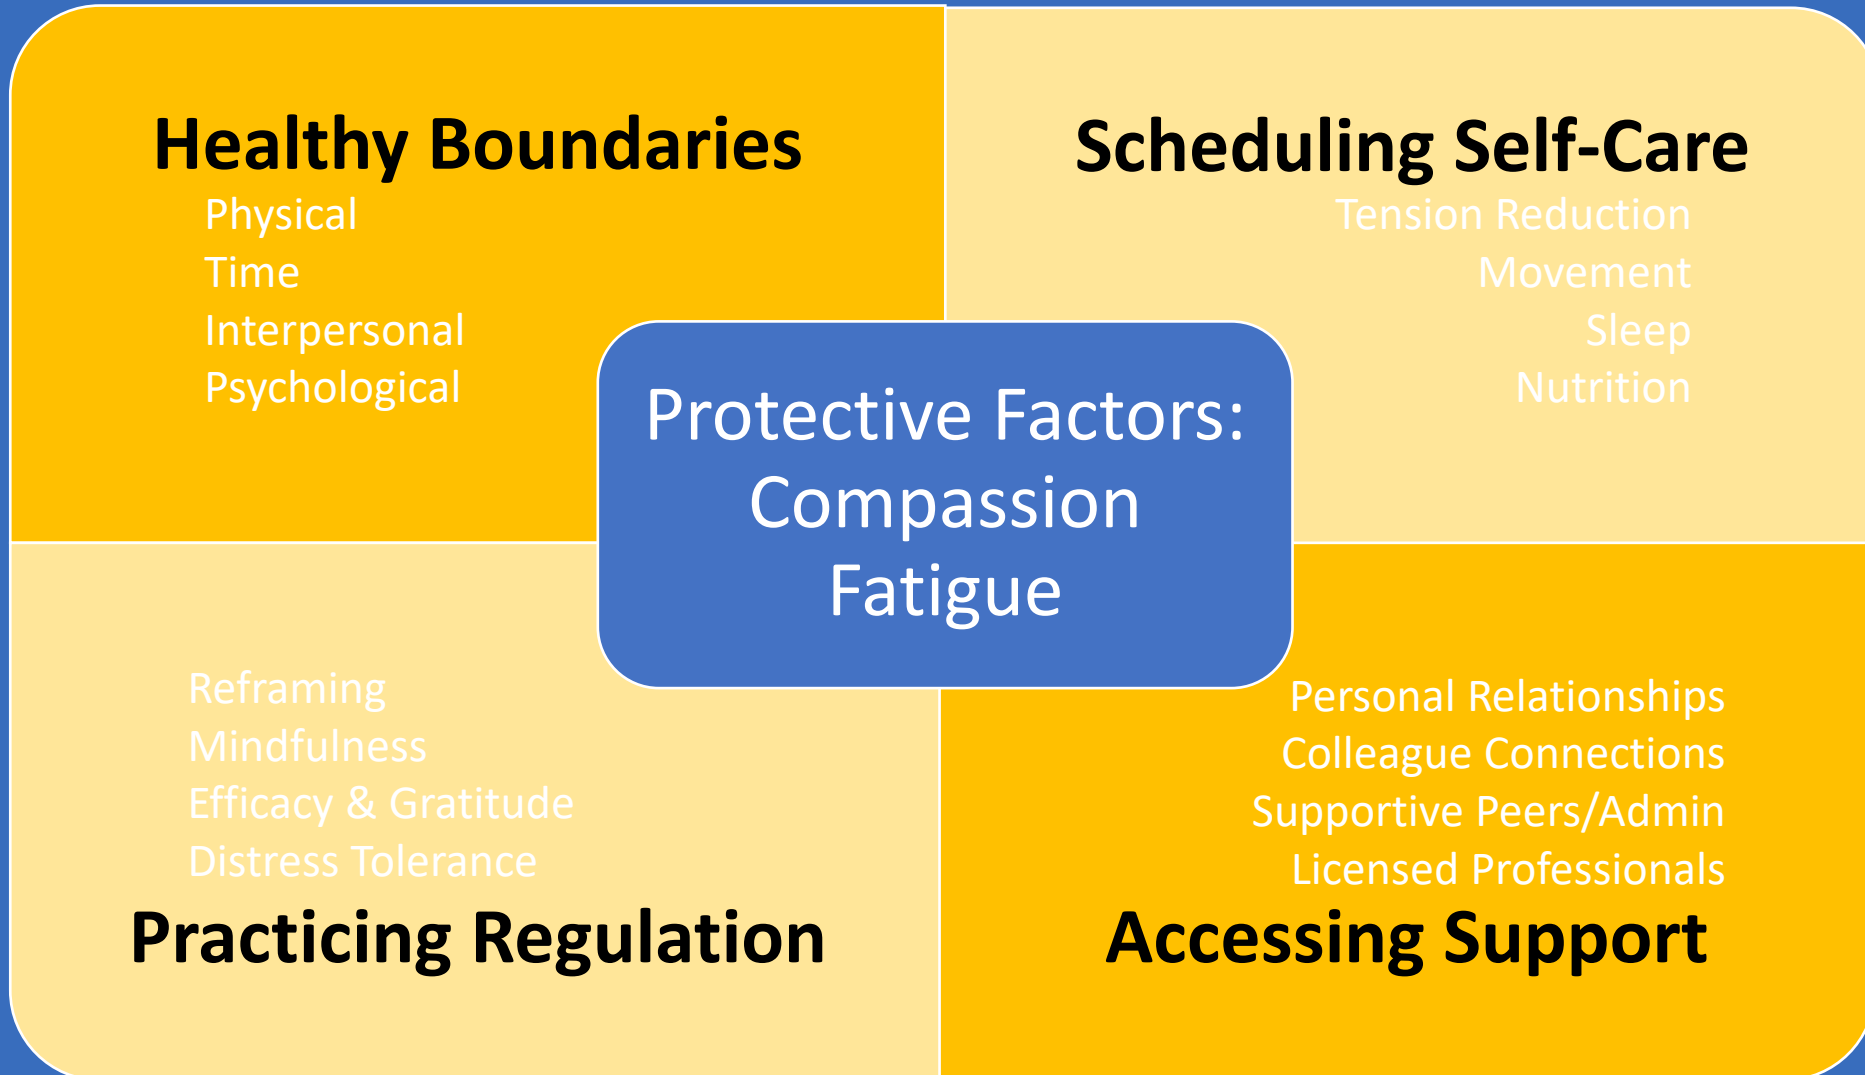 Healthy Boundaries
Physical
Time
Interpersonal
Psychological
Scheduling Self-Care
Tension Reduction
Movement
Sleep
Nutrition
Protective Factors:
Compassion
Fatigue
Reframing
Mindfulness
Efficacy & Gratitude
Distress Tolerance
Practicing Regulation
Personal Relationships
Colleague Connections
Supportive Peers/Admin
Licensed Professionals
Accessing Support